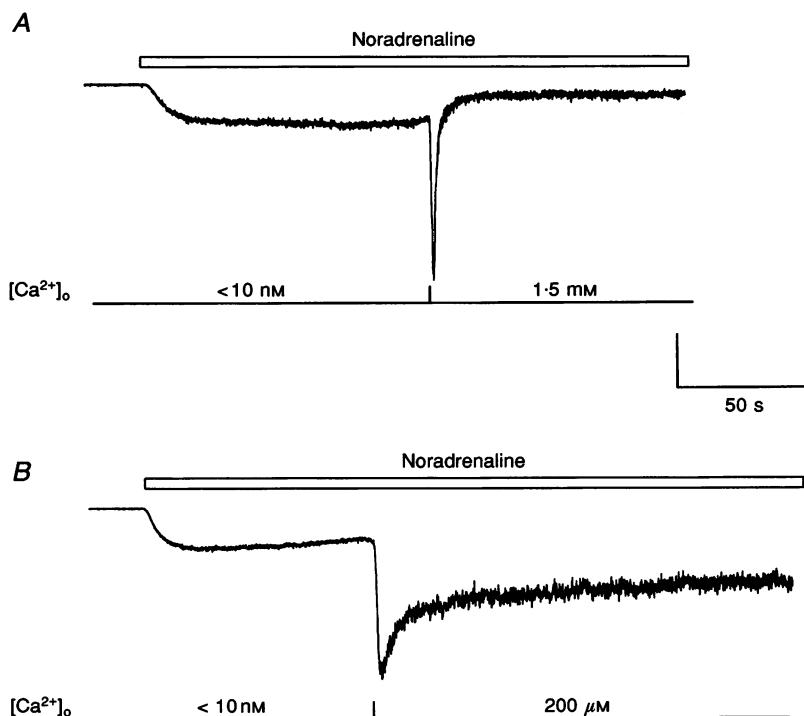 A
Noradrenaline
[Ca²⁺]ₒ <10 nM 1·5 mM
50 s
B
Noradrenaline
[Ca²⁺]ₒ < 10 nM 200 μM